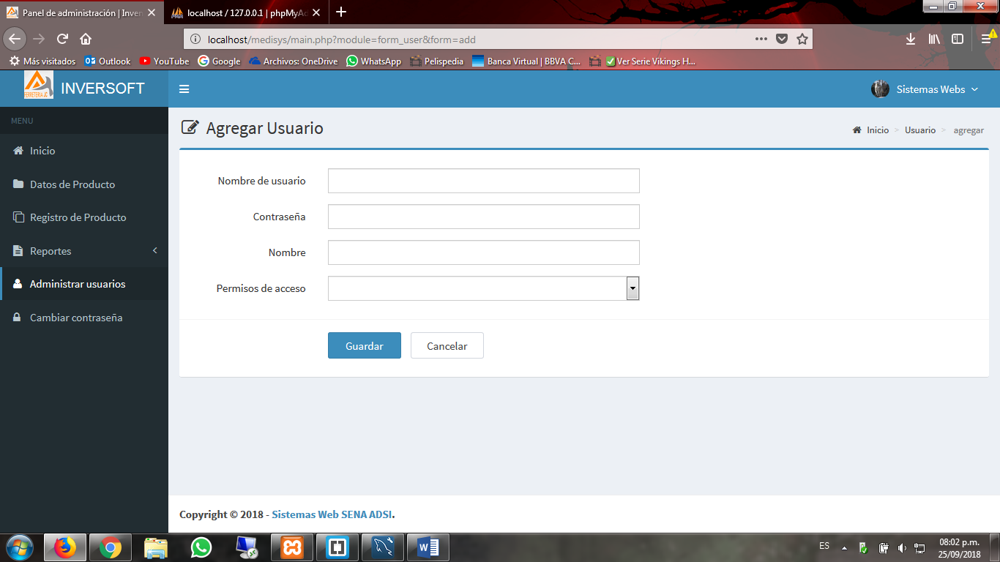 Panel de administración | Inver
localhost / 127.0.0.1 | phpMyAd
localhost/medisys/main.php?module=form_user&form=add
Más visitados
Outlook
YouTube
Google
Archivos: OneDrive
WhatsApp
Pelispedia
Banca Virtual | BBVA C...
Ver Serie Vikings H...
FERRETERIA JC
INVERSOFT
Sistemas Webs
MENU
Inicio
Datos de Producto
Registro de Producto
Reportes
Administrar usuarios
Cambiar contraseña
Agregar Usuario
Inicio > Usuario > agregar
Nombre de usuario
Contraseña
Nombre
Permisos de acceso
Guardar
Cancelar
Copyright © 2018 - Sistemas Web SENA ADSI.
ES
08:02 p.m.
25/09/2018